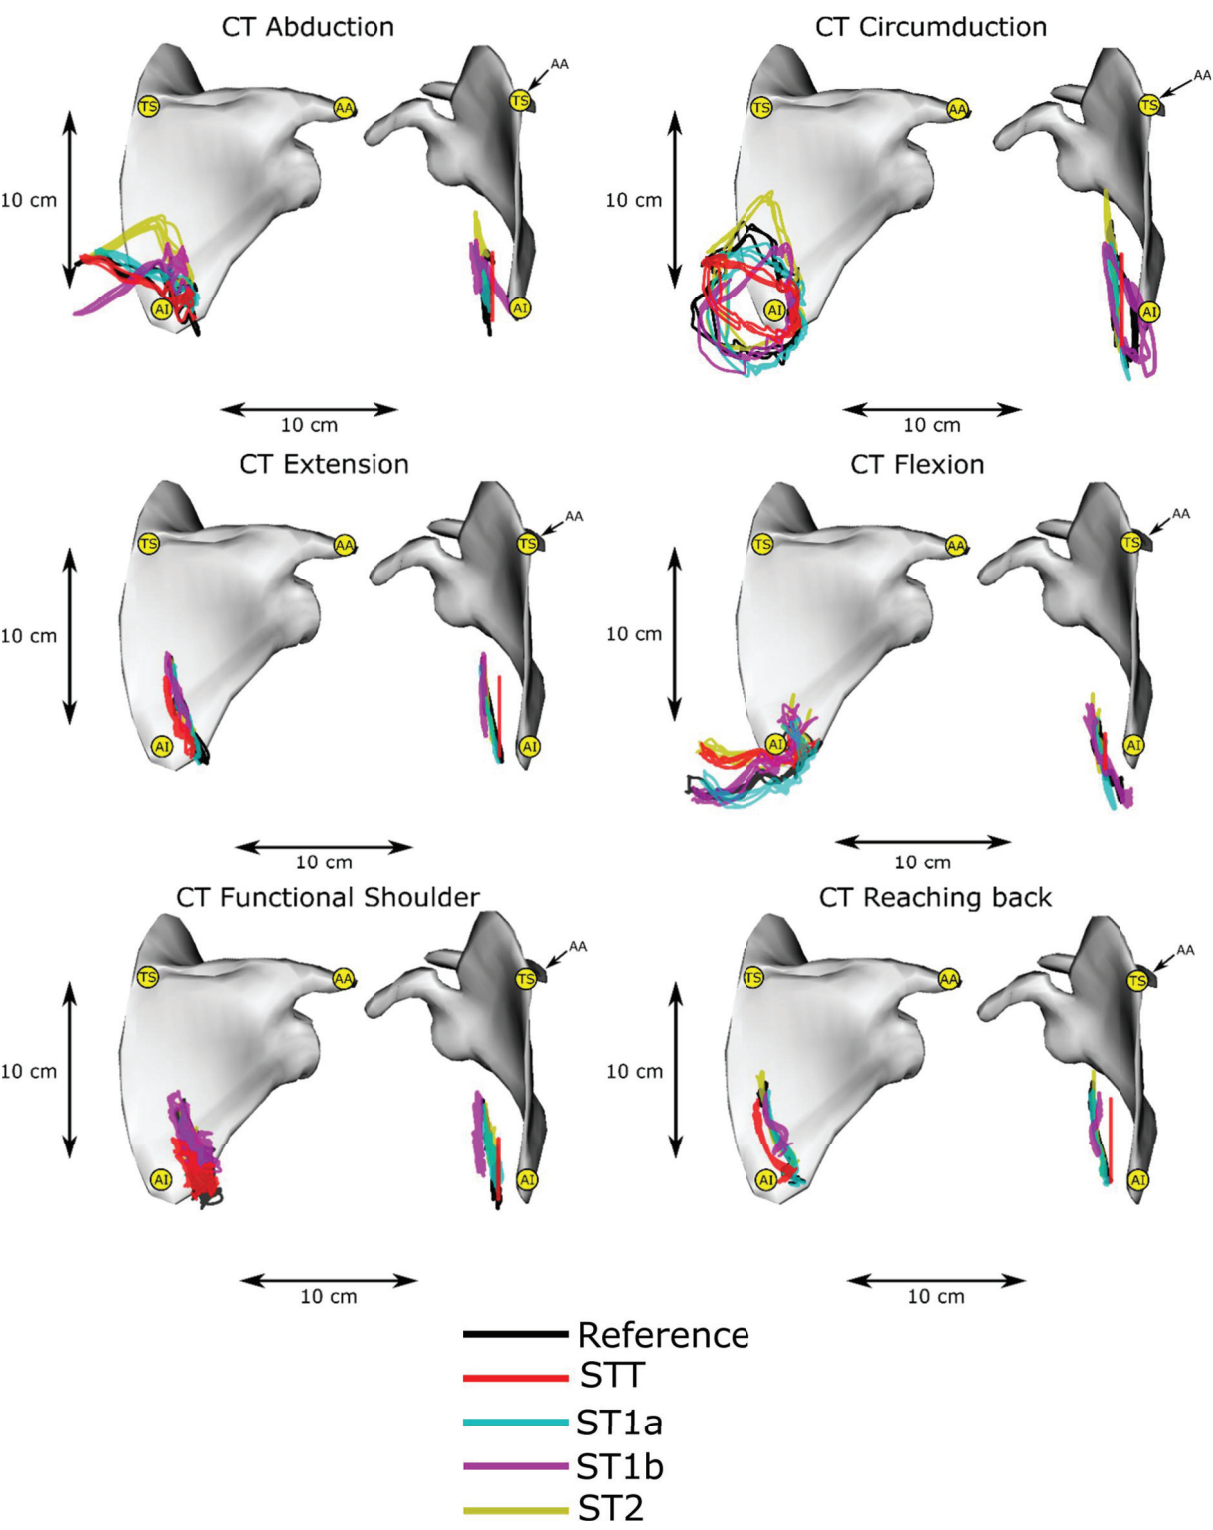 CT Abduction
CT Circumduction
AA
AA
TS
AA
TS
TS
AA
TS
10 cm
10 cm
AI
AI
AI
AI
10 cm
10 cm
CT Extension
CT Flexion
AA
AA
TS
AA
TS
TS
AA
TS
10 cm
10 cm
AI
AI
AI
AI
10 cm
10 cm
CT Functional Shoulder
CT Reaching back
AA
AA
TS
AA
TS
TS
AA
TS
10 cm
10 cm
AI
AI
AI
AI
10 cm
10 cm
Reference
STT
ST1a
ST1b
ST2